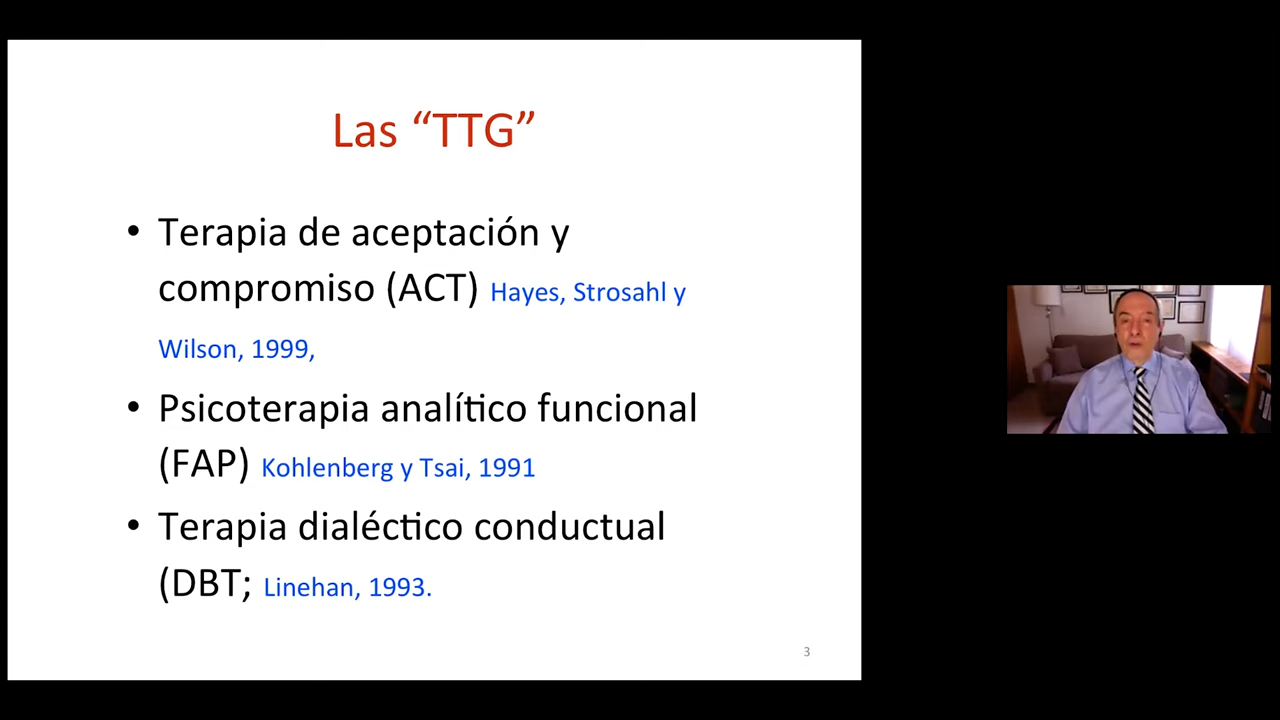 Las “TTG”
• Terapia de aceptación y
compromiso (ACT) Hayes, Strosahl y
Wilson, 1999,
• Psicoterapia analítico funcional
(FAP) Kohlenberg y Tsai, 1991
• Terapia dialéctico conductual
(DBT; Linehan, 1993.
3